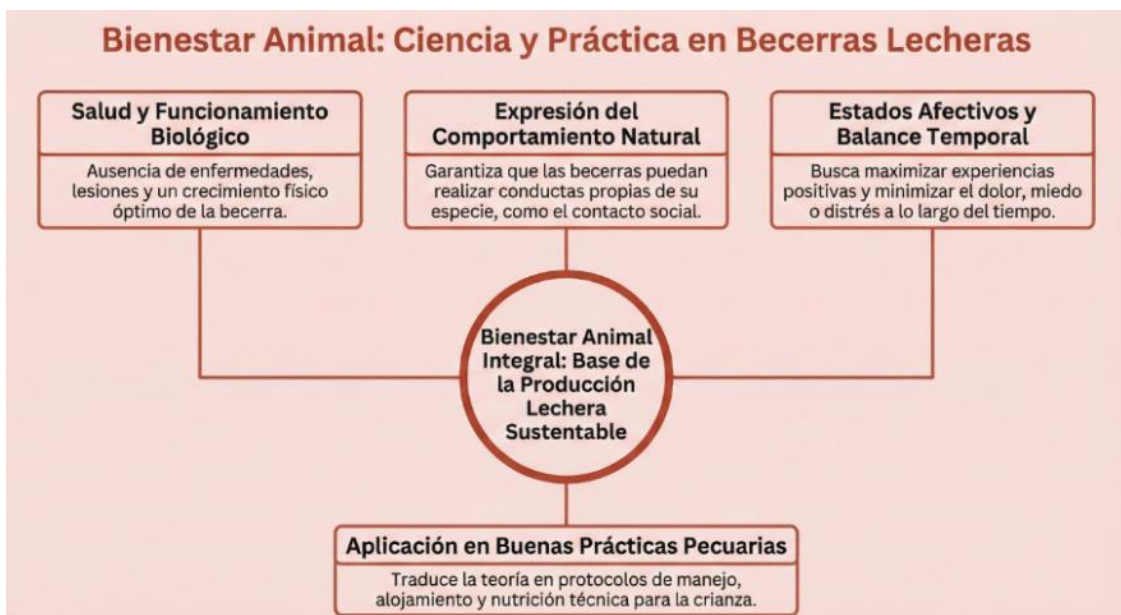 Bienestar Animal: Ciencia y Práctica en Becerras Lecheras
Salud y Funcionamiento
Biológico
Ausencia de enfermedades,
lesiones y un crecimiento físico
óptimo de la becerra.
Expresión del
Comportamiento Natural
Garantiza que las becerras puedan
realizar conductas propias de su
especie, como el contacto social.
Estados Afectivos y
Balance Temporal
Busca maximizar experiencias
positivas y minimizar el dolor, miedo
o distrés a lo largo del tiempo.
Bienestar Animal
Integral: Base de
la Producción
Lechera
Sustentable
Aplicación en Buenas Prácticas Pecuarias
Traduce la teoría en protocolos de manejo,
alojamiento y nutrición técnica para la crianza.